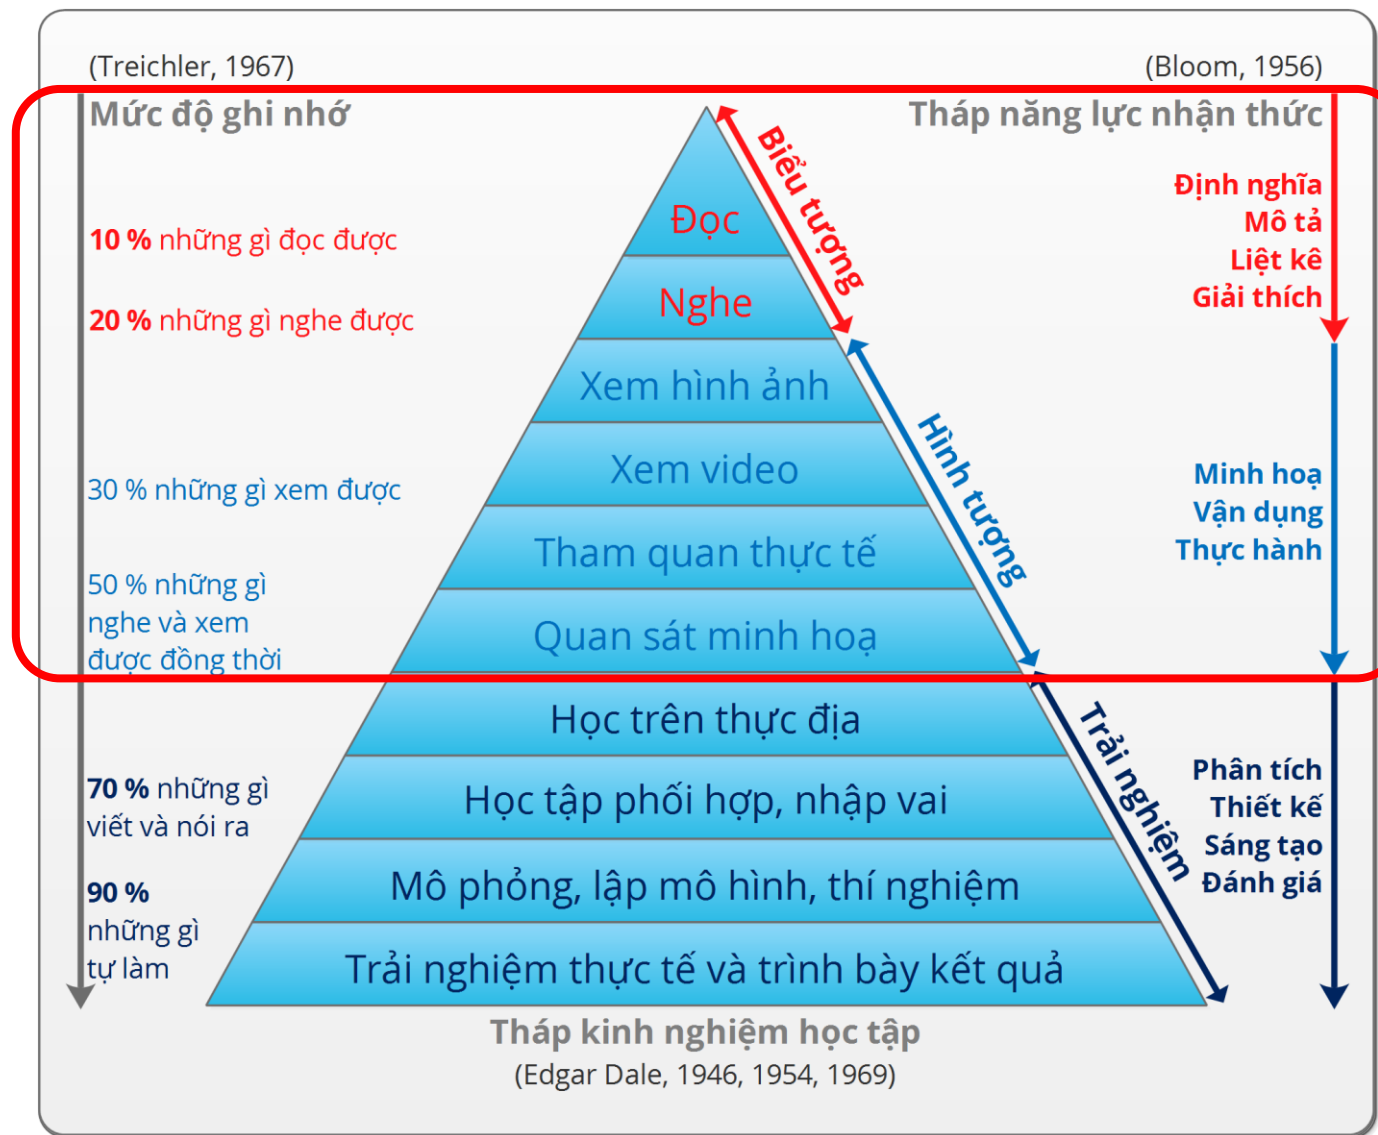 (Treichler, 1967)
(Bloom, 1956)
Mức độ ghi nhớ
Tháp năng lực nhận thức
10 % những gì đọc được
20 % những gì nghe được
30 % những gì xem được
50 % những gì
nghe và xem
được đồng thời
70 % những gì
viết và nói ra
90 %
những gì
tự làm
Đọc
Nghe
Xem hình ảnh
Xem video
Tham quan thực tế
Quan sát minh hoạ
Học trên thực địa
Học tập phối hợp, nhập vai
Mô phỏng, lập mô hình, thí nghiệm
Trải nghiệm thực tế và trình bày kết quả
Biểu tượng
Hình tượng
Trải nghiệm
Định nghĩa
Mô tả
Liệt kê
Giải thích
Minh hoạ
Vận dụng
Thực hành
Phân tích
Thiết kế
Sáng tạo
Đánh giá
Tháp kinh nghiệm học tập
(Edgar Dale, 1946, 1954, 1969)